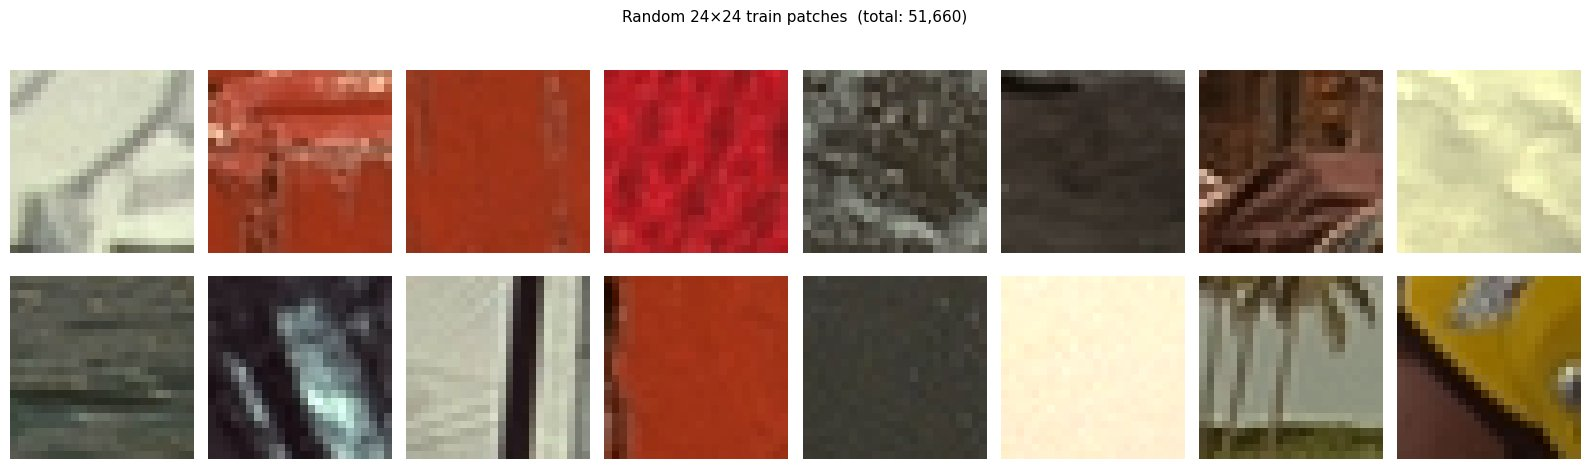 Random 24×24 train patches  (total: 51,660)